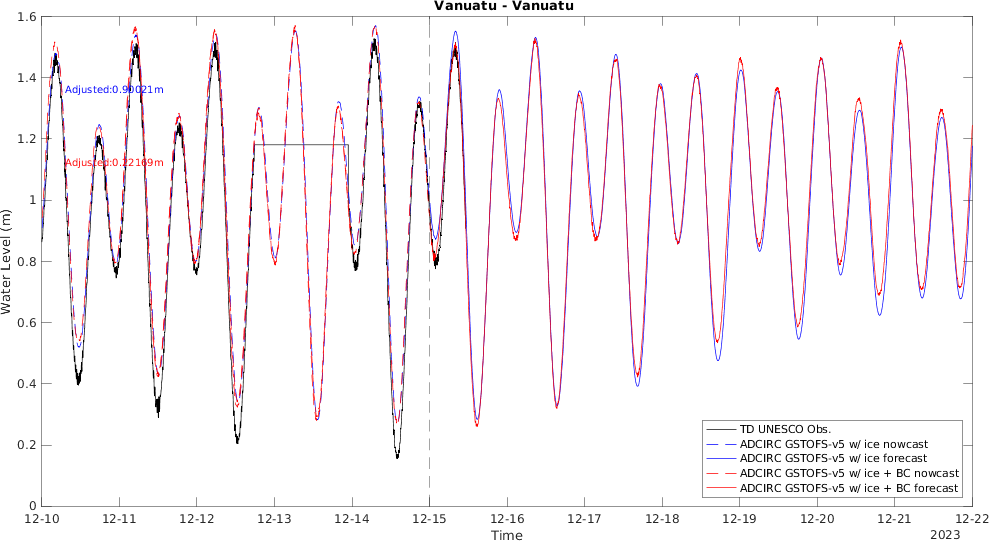 Vanuatu - Vanuatu
1.6
1.4
1.2
1
0.8
0.6
0.4
0.2
0
Water Level (m)
Adjusted:0.90021m
Adjusted:0.22169m
TD UNESCO Obs.
ADCIRC GSTOFS-v5 w/ ice nowcast
ADCIRC GSTOFS-v5 w/ ice forecast
ADCIRC GSTOFS-v5 w/ ice + BC nowcast
ADCIRC GSTOFS-v5 w/ ice + BC forecast
12-10 12-11 12-12 12-13 12-14 12-15 12-16 12-17 12-18 12-19 12-20 12-21 12-22
Time
2023